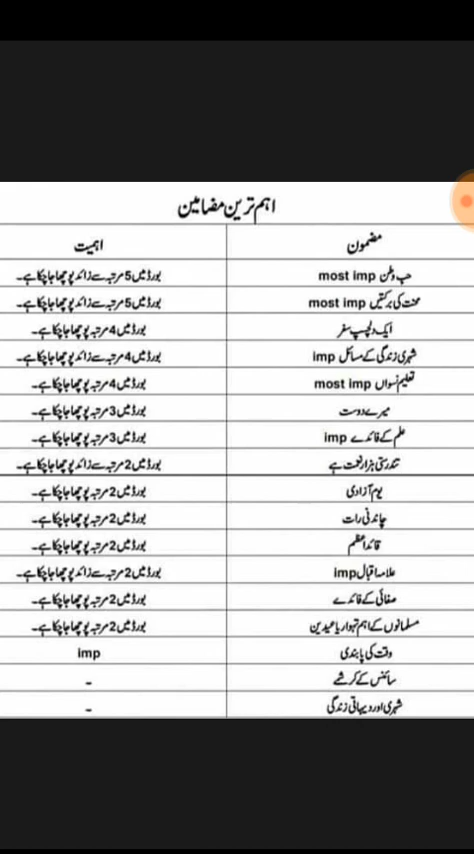 اہم ترین مضامین
مضمون اہمیت
حب وطن most imp بورڈ میں 5 مرتبہ سے زائد پوچھا جا چکا ہے۔
محنت کی برکتیں most imp بورڈ میں 5 مرتبہ سے زائد پوچھا جا چکا ہے۔
ایک دلچسپ سفر بورڈ میں 4 مرتبہ پوچھا جا چکا ہے۔
شہری زندگی کے مسائل imp بورڈ میں 4 مرتبہ سے زائد پوچھا جا چکا ہے۔
تعلیم نسواں most imp بورڈ میں 4 مرتبہ پوچھا جا چکا ہے۔
میرے دوست بورڈ میں 3 مرتبہ پوچھا جا چکا ہے۔
علم کے فائدے imp بورڈ میں 3 مرتبہ پوچھا جا چکا ہے۔
تندرستی ہزار نعمت ہے بورڈ میں 2 مرتبہ سے زائد پوچھا جا چکا ہے۔
یوم آزادی بورڈ میں 2 مرتبہ پوچھا جا چکا ہے۔
چاندنی رات بورڈ میں 2 مرتبہ پوچھا جا چکا ہے۔
قائد اعظم بورڈ میں 2 مرتبہ پوچھا جا چکا ہے۔
علامہ اقبال imp بورڈ میں 2 مرتبہ سے زائد پوچھا جا چکا ہے۔
صفائی کے فائدے بورڈ میں 2 مرتبہ پوچھا جا چکا ہے۔
مسلمانوں کے اہم تہوار یا عیدین بورڈ میں 2 مرتبہ پوچھا جا چکا ہے۔
وقت کی پابندی imp
سائنس کے کرشمے -
شہری اور دیہاتی زندگی -